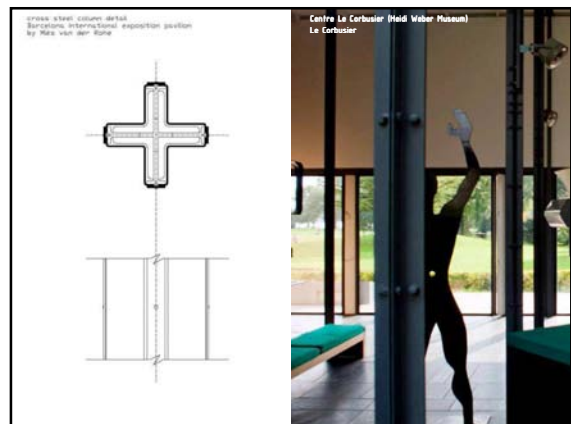 cross steel column detail
Barcelona international exposition pavilion
by Mies van der Rohe
Centre Le Corbusier (Heidi Weber Museum)
Le Corbusier